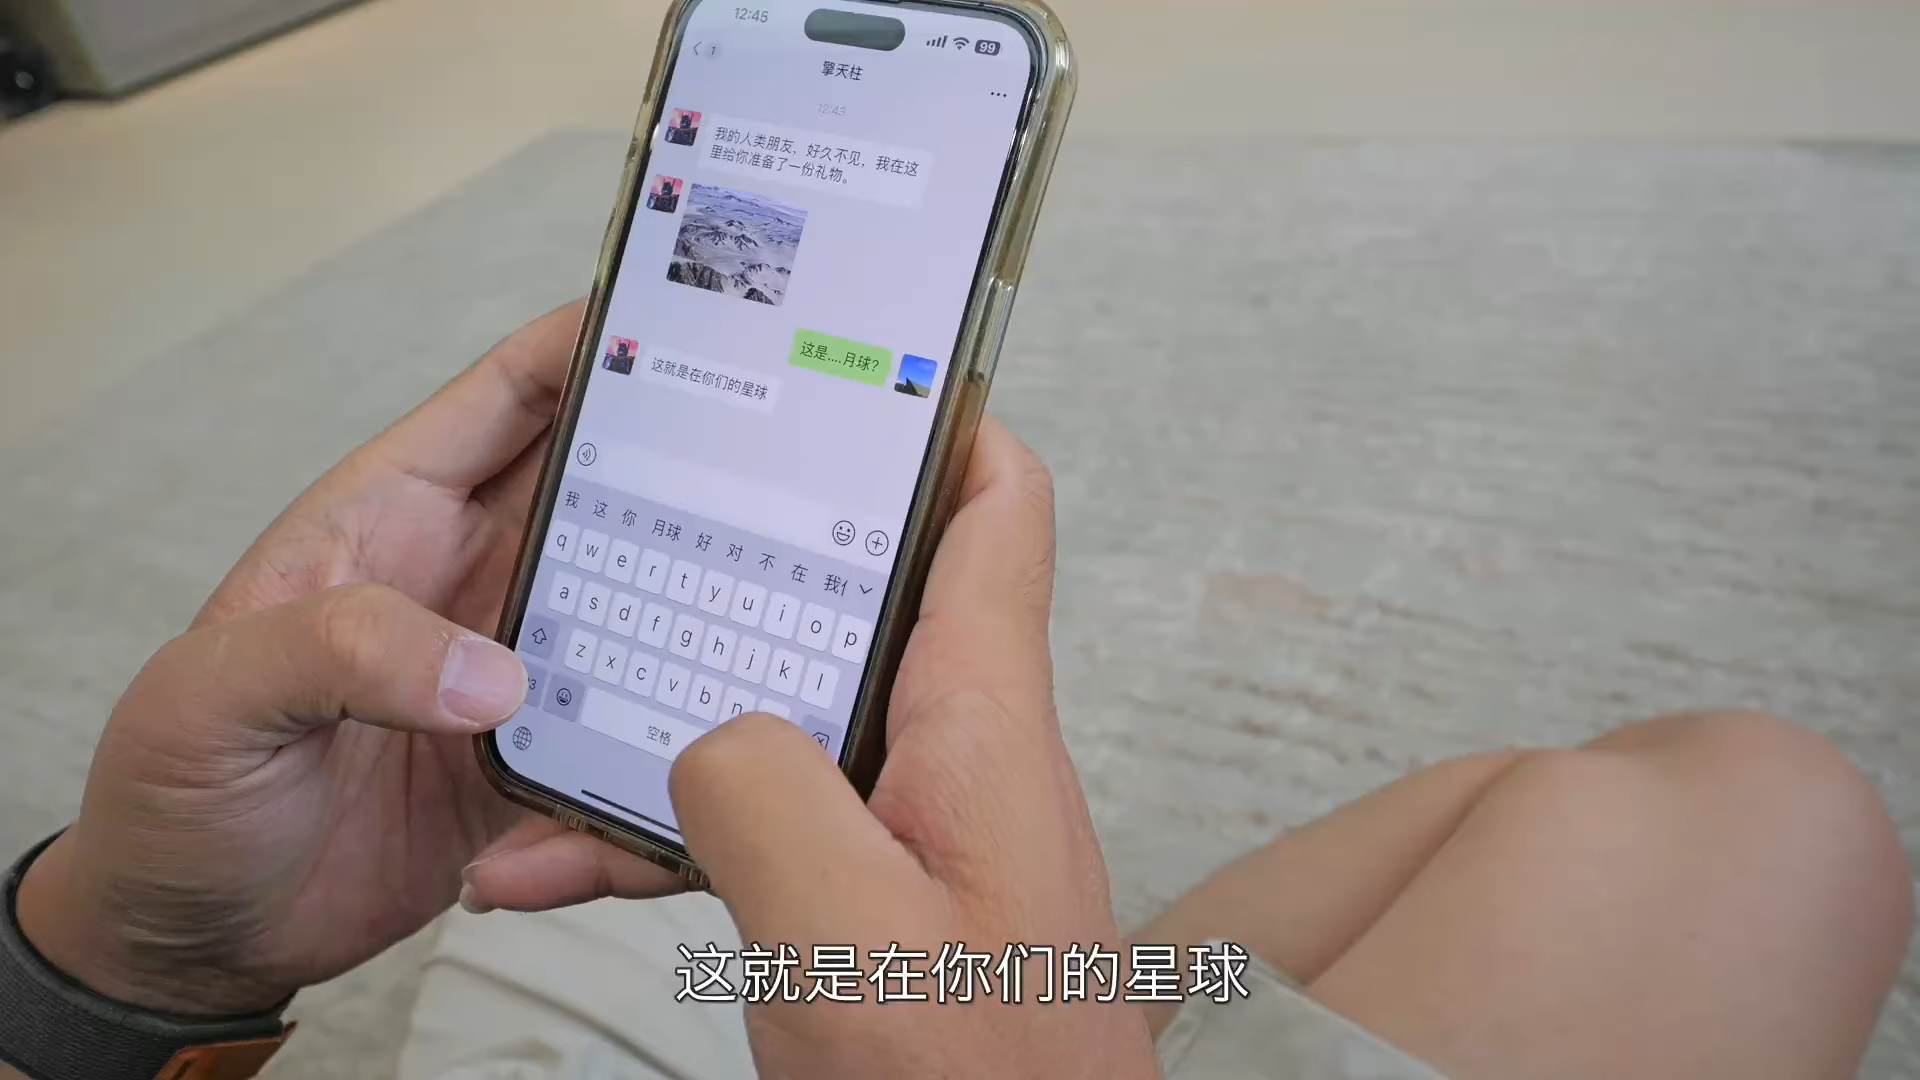 12:45
99
1
擎天柱
12:43
我的人类朋友，好久不见，我在这
里给你准备了一份礼物。
这是....月球?
这就是在你们的星球
我 这 你 月球 好 对 不 在
q w e r t y u i o p
a s d f g h j k l
z x c v b n
空格
这就是在你们的星球